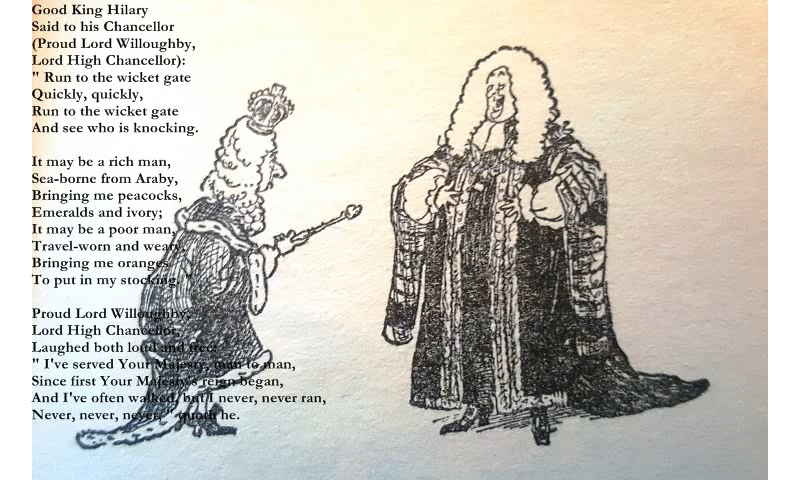 Good King Hilary
Said to his Chancellor
(Proud Lord Willoughby,
Lord High Chancellor):
" Run to the wicket gate
Quickly, quickly,
Run to the wicket gate
And see who is knocking.
It may be a rich man,
Sea-borne from Araby,
Bringing me peacocks,
Emeralds and ivory;
It may be a poor man,
Travel-worn and weary,
Bringing me oranges
To put in my stocking. "
Proud Lord Willoughby,
Lord High Chancellor,
Laughed both loud and free:
" I've served Your Majesty, man to man,
Since first Your Majesty's reign began,
And I've often walked, but I never, never ran,
Never, never, never, " quoth he.